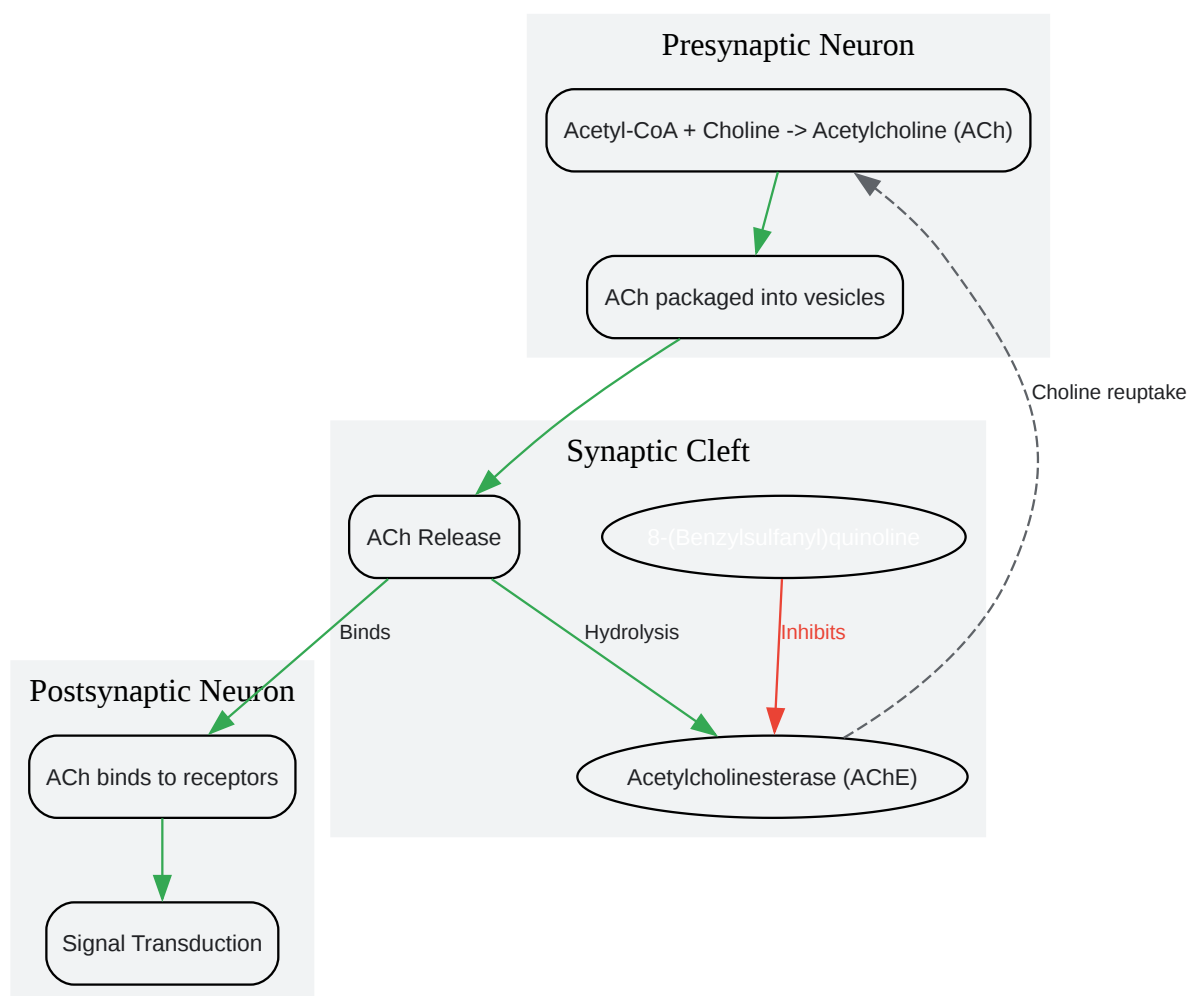 Presynaptic Neuron
Acetyl-CoA + Choline -> Acetylcholine (ACh)
ACh packaged into vesicles
Choline reuptake
Synaptic Cleft
ACh Release
8-(Benzylsulfanyl)quinoline
Binds
Hydrolysis
Inhibits
Postsynaptic Neuron
ACh binds to receptors
Acetylcholinesterase (AChE)
Signal Transduction